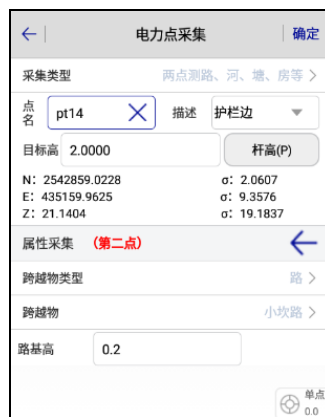 电力点采集 确定
采集类型 两点测路、河、塘、房等
点名 pt14 描述 护栏边
目标高 2.0000 杆高(P)
N: 2542859.0228 σ: 2.0607
E: 435159.9625 σ: 9.3576
Z: 21.1404 σ: 19.1837
属性采集 (第二点)
跨越物类型 路
跨越物 小坎路
路基高 0.2
单点
0.0